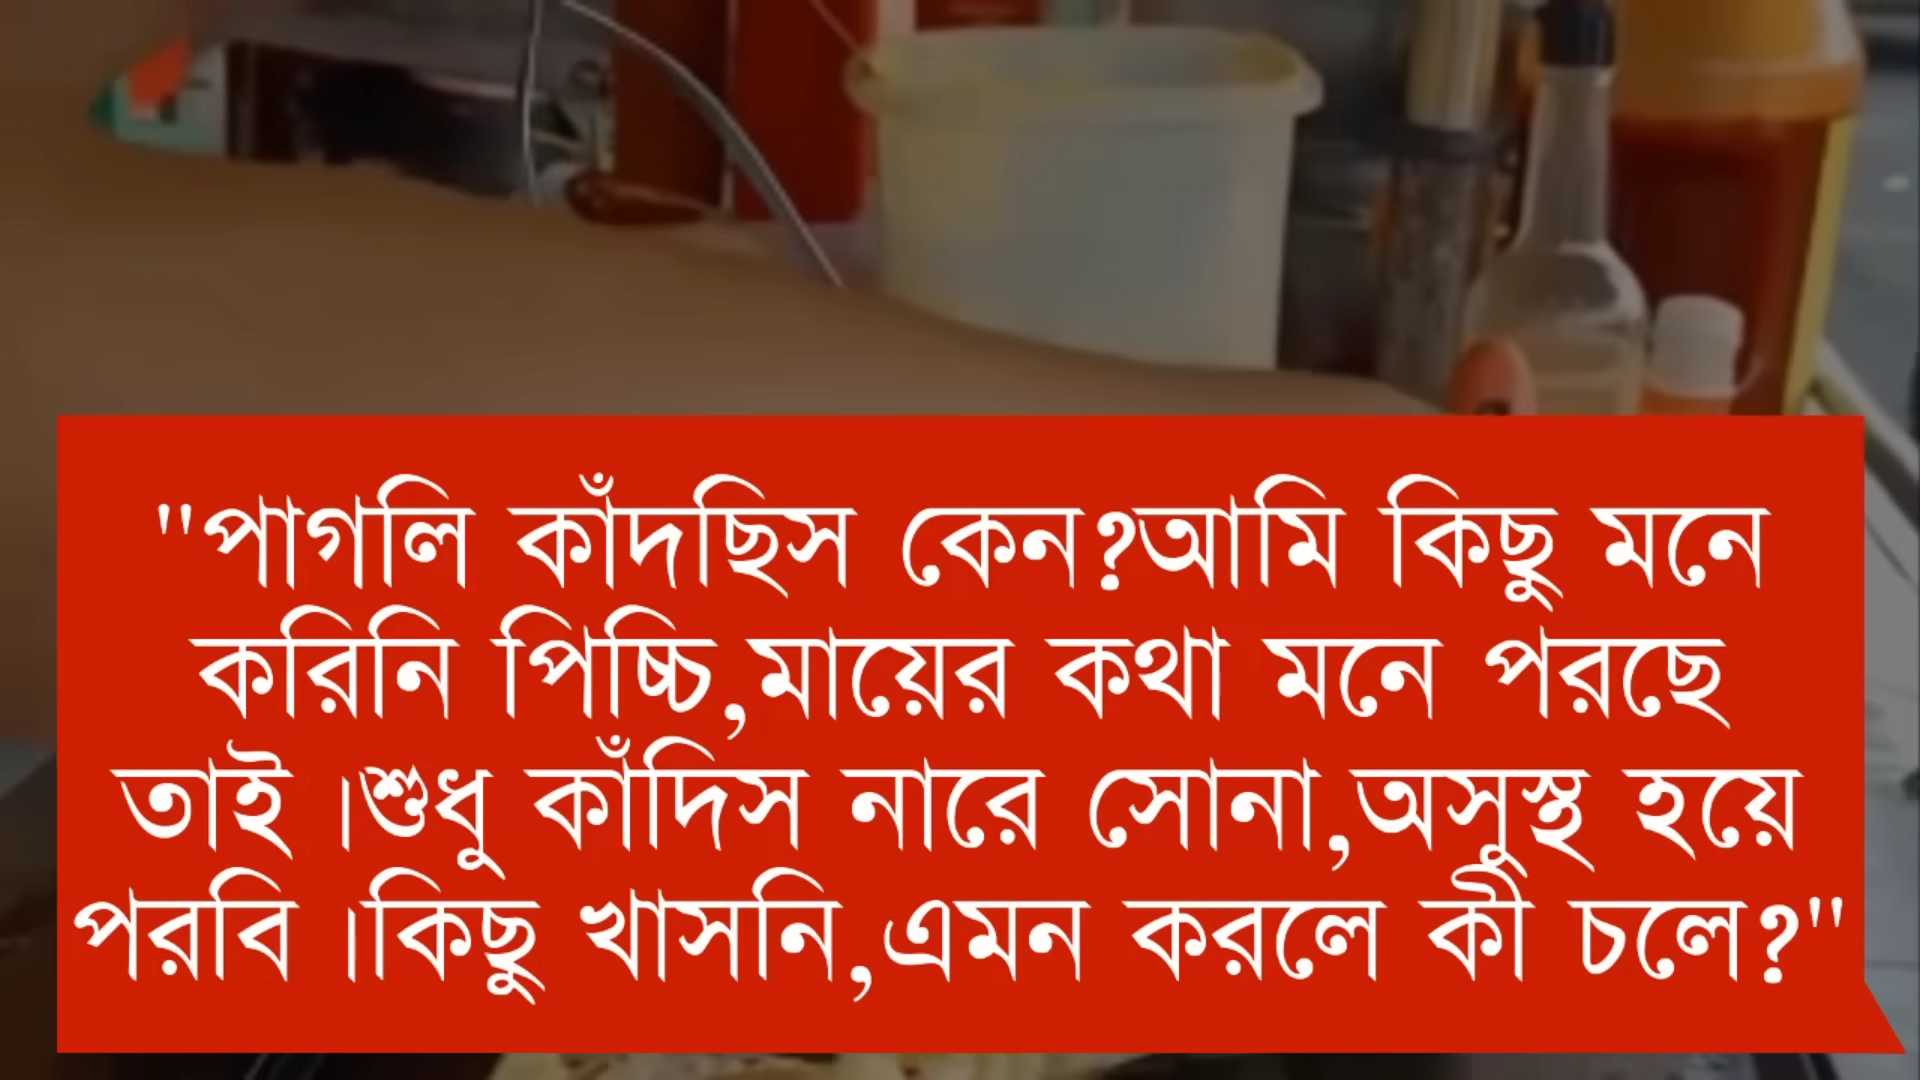 "পাগলি কাঁদছিস কেন?আমি কিছু মনে
করিনি পিচ্চি,মায়ের কথা মনে পরছে
তাই ।শুধু কাঁদিস নারে সোনা,অসুস্থ হয়ে
পরবি ।কিছু খাসনি,এমন করলে কী চলে?"